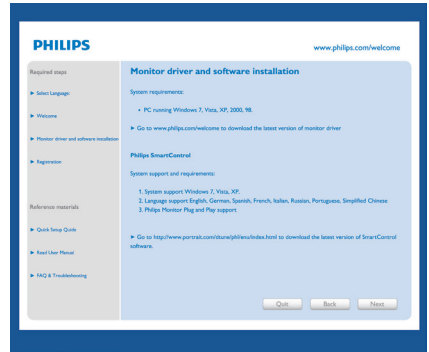 PHILIPS
www.philips.com/welcome
Required steps
► Select Language:
► Welcome
► Monitor driver and software installation
► Registration
Reference materials
► Quick Setup Guide
► Read User Manual
► FAQ & Troubleshooting
Monitor driver and software installation
System requirements:
• PC running Windows 7, Vista, XP, 2000, 98.
► Go to www.philips.com/welcome to download the latest version of monitor driver
Philips SmartControl
System support and requirements:
1. System support Windows 7, Vista, XP.
2. Language support English, German, Spanish, French, Italian, Russian, Portuguese, Simplified Chinese
3. Philips Monitor Plug and Play support
► Go to http://www.portrait.com/dtune/phl/enu/index.html to download the latest version of SmartControl
software.
Quit
Back
Next